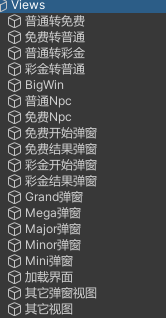 Views
普通转免费
免费转普通
普通转彩金
彩金转普通
BigWin
普通Npc
免费Npc
免费开始弹窗
免费结果弹窗
彩金开始弹窗
彩金结果弹窗
Grand弹窗
Mega弹窗
Major弹窗
Minor弹窗
Mini弹窗
加载界面
其它弹窗视图
其它视图